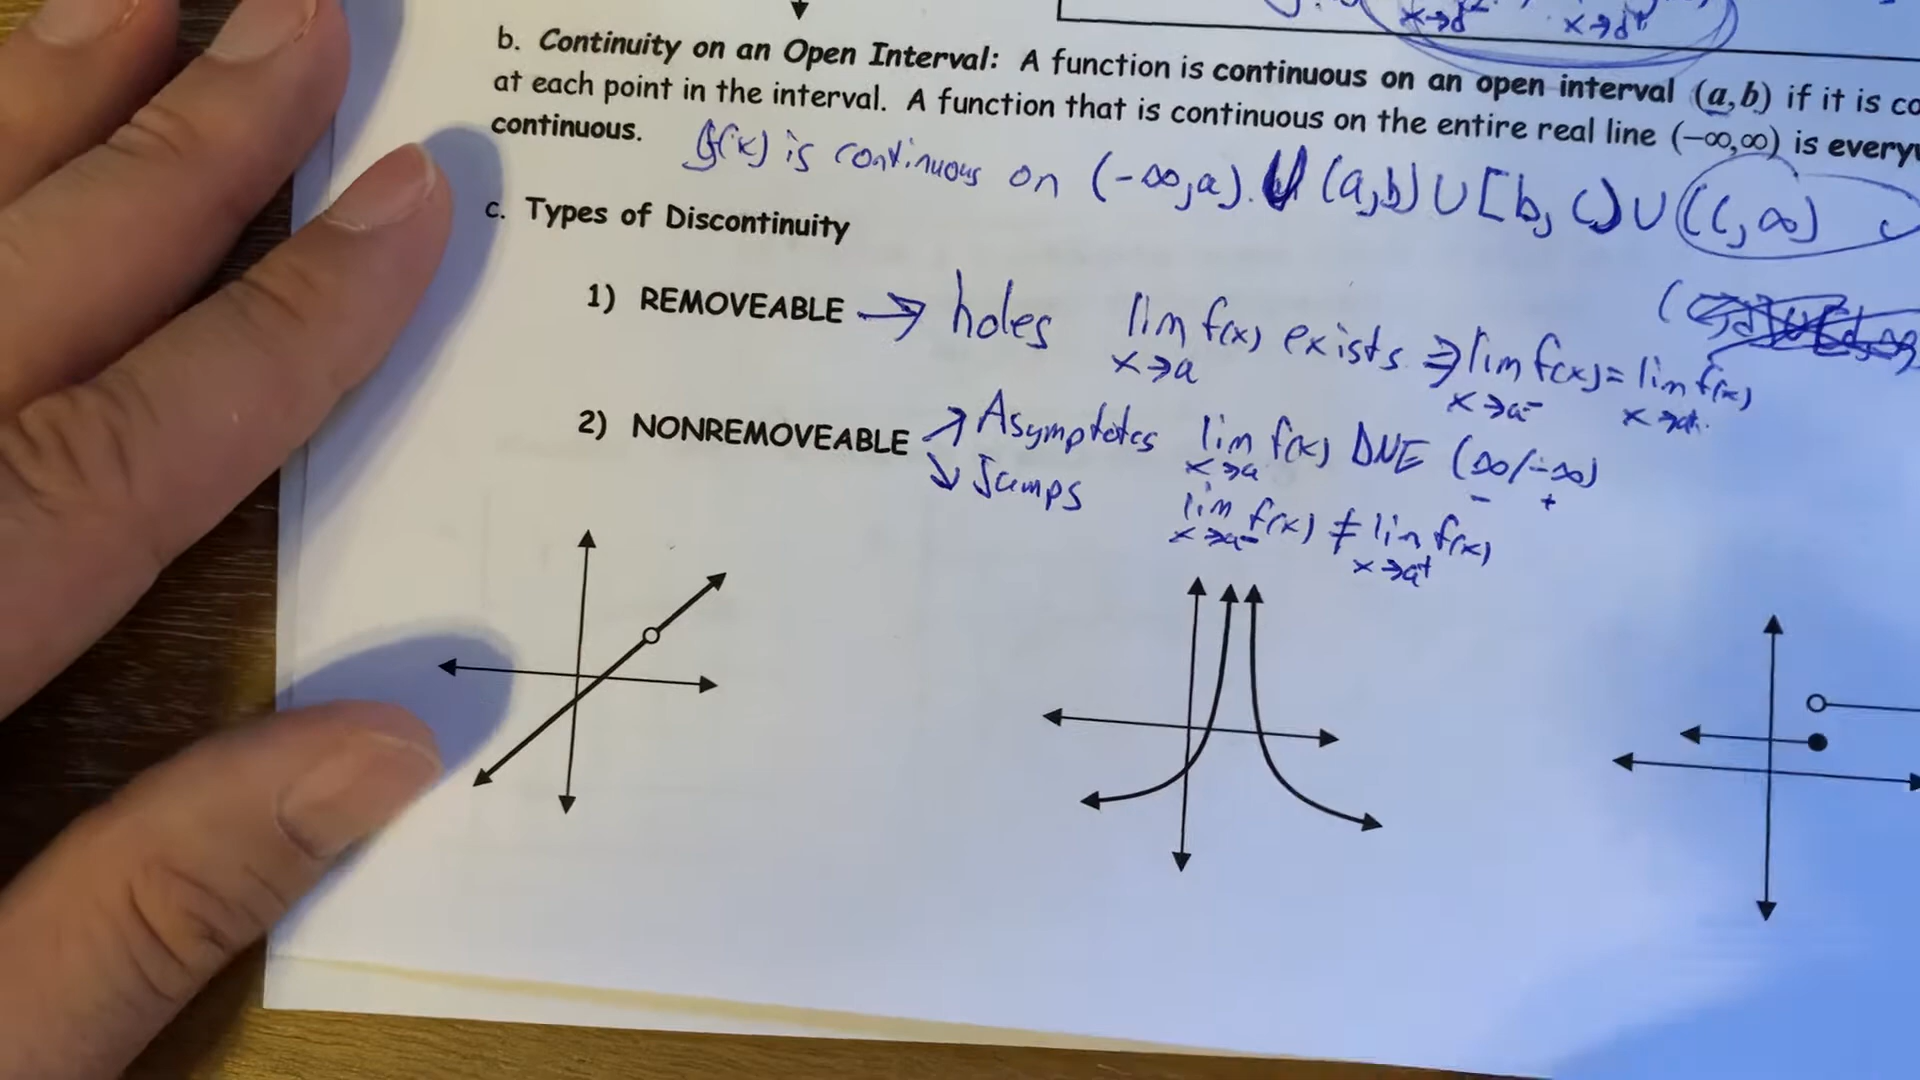 x→d⁻ x→d⁺
b. Continuity on an Open Interval: A function is continuous on an open interval (a,b) if it is co
at each point in the interval. A function that is continuous on the entire real line (−∞,∞) is every
continuous.
f(x) is continuous on (-∞,a) ∪ (a,b) ∪ [b, c) ∪ (c, ∞)
c. Types of Discontinuity
1) REMOVEABLE → holes lim f(x) exists ⇒ lim f(x) = lim f(x)
x→a x→a⁻ x→a⁺
2) NONREMOVEABLE ↗ Asymptotes lim f(x) DNE (∞/-∞)
x→a - +
↘ Jumps lim f(x) ≠ lim f(x)
x→a⁻ x→a⁺